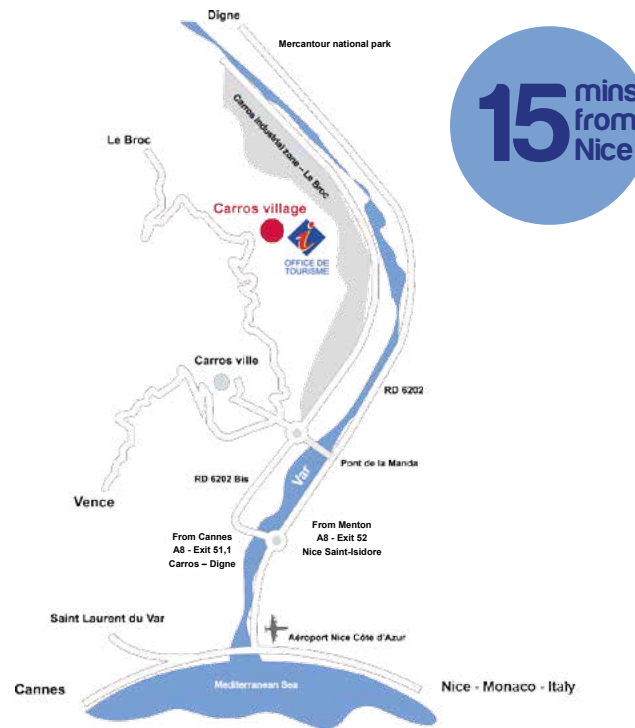 Digne
Mercantour national park
15 mins
from
Nice
Carros industrial zone – Le Broc
Le Broc
Carros village
i
OFFICE DE
TOURISME
Carros ville
RD 6202
Pont de la Manda
RD 6202 Bis
Var
Vence
From Cannes
A8 - Exit 51,1
Carros – Digne
From Menton
A8 - Exit 52
Nice Saint-Isidore
Saint Laurent du Var
Aéroport Nice Côte d'Azur
Cannes
Mediterranean Sea
Nice - Monaco - Italy